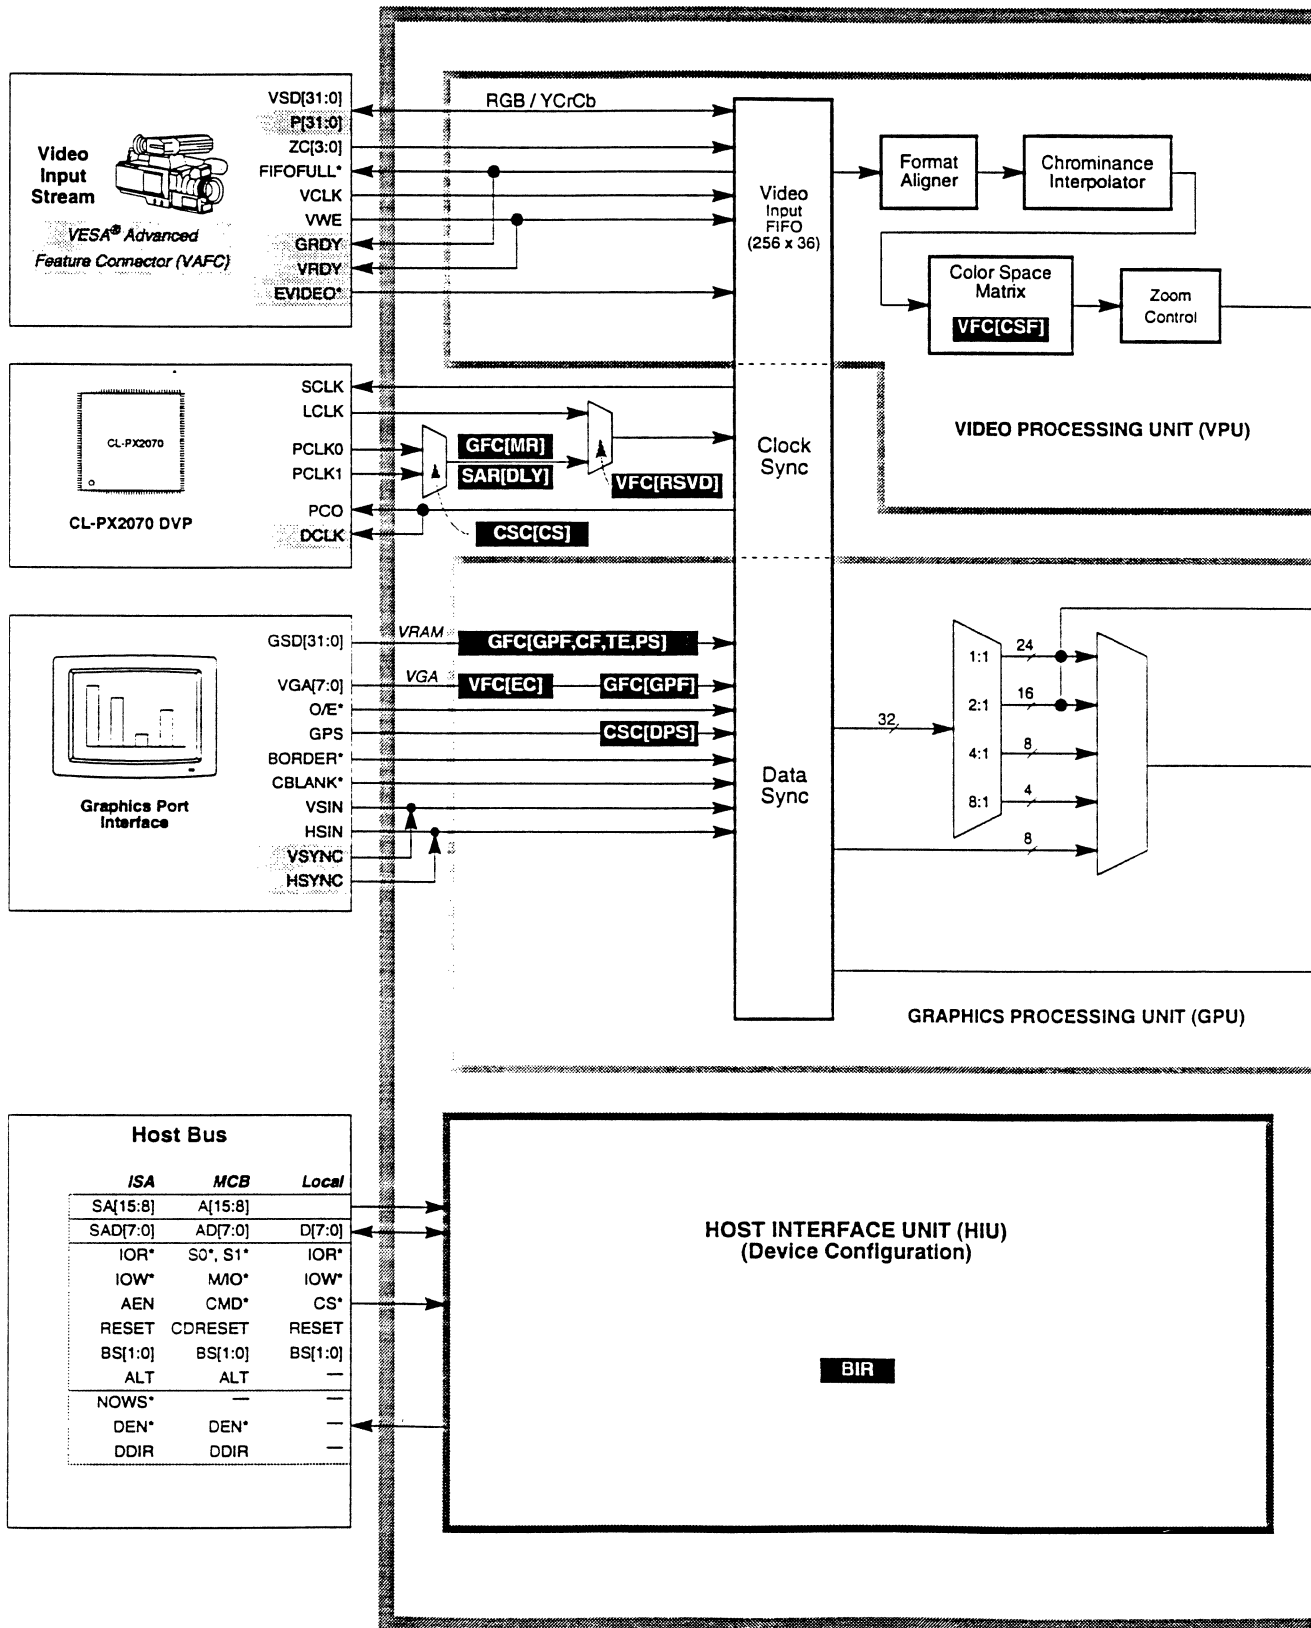 VSD[31:0]
P[31:0]
ZC[3:0]
FIFOFULL*
VCLK
VWE
GRDY
VRDY
EVIDEO*
Video
Input
Stream
VESA® Advanced
Feature Connector (VAFC)
RGB / YCrCb
Video
Input
FIFO
(256 x 36)
Format
Aligner
Chrominance
Interpolator
Color Space
Matrix
VFC[CSF]
Zoom
Control
VIDEO PROCESSING UNIT (VPU)
CL-PX2070
CL-PX2070 DVP
SCLK
LCLK
PCLK0
PCLK1
PCO
DCLK
GFC[MR]
SAR[DLY]
VFC[RSVD]
CSC[CS]
Clock
Sync
Graphics Port
Interface
GSD[31:0]
VGA[7:0]
O/E*
GPS
BORDER*
CBLANK*
VSIN
HSIN
VSYNC
HSYNC
VRAM
GFC[GPF,CF,TE,PS]
VGA
VFC[EC]
GFC[GPF]
CSC[DPS]
Data
Sync
32
1:1
24
2:1
16
4:1
8
8:1
4
8
GRAPHICS PROCESSING UNIT (GPU)
Host Bus
ISA MCB Local
SA[15:8] A[15:8]
SAD[7:0] AD[7:0] D[7:0]
IOR* S0*, S1* IOR*
IOW* M/IO* IOW*
AEN CMD* CS*
RESET CDRESET RESET
BS[1:0] BS[1:0] BS[1:0]
ALT ALT —
NOWS* — —
DEN* DEN* —
DDIR DDIR —
HOST INTERFACE UNIT (HIU)
(Device Configuration)
BIR